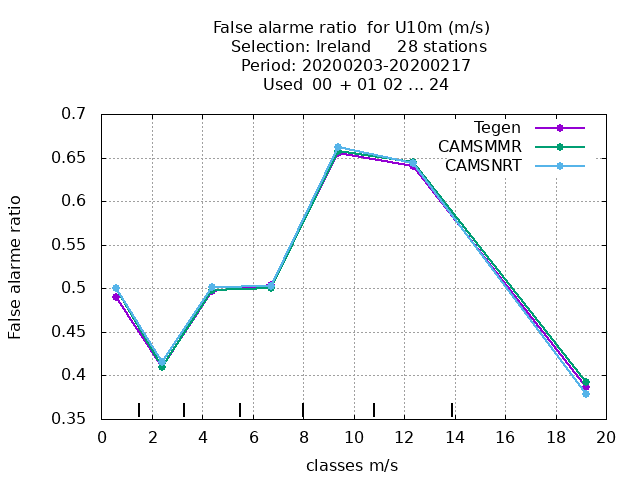 False alarme ratio  for U10m (m/s)
Selection: Ireland     28 stations
Period: 20200203-20200217
Used  00 + 01 02 ... 24
0.7
0.65
0.6
0.55
0.5
0.45
0.4
0.35
False alarme ratio
Tegen
CAMSMMR
CAMSNRT
0 2 4 6 8 10 12 14 16 18 20
classes m/s